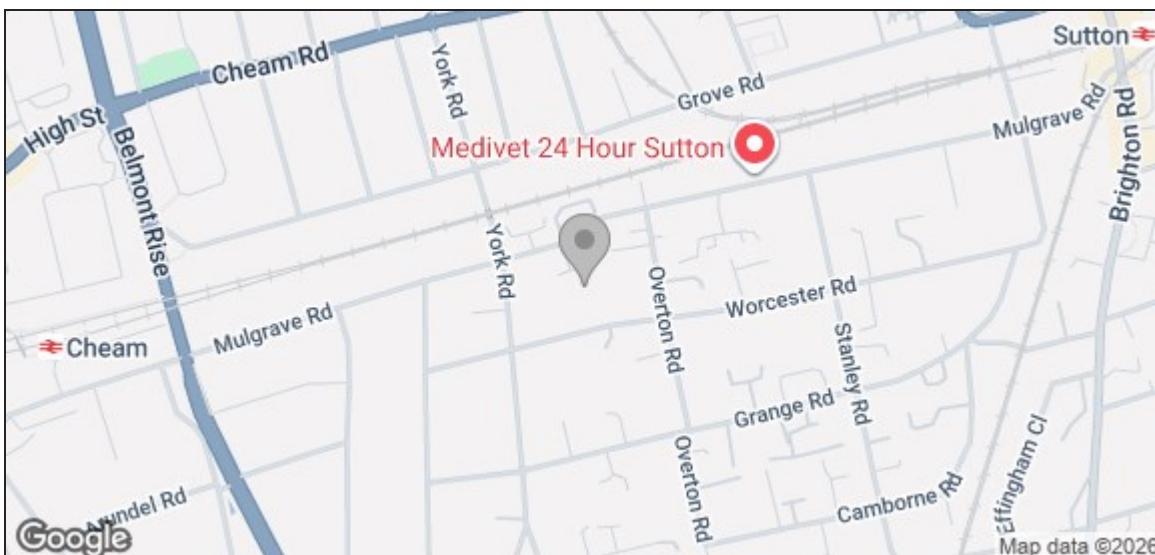 Sutton
Cheam Rd
York Rd
Grove Rd
Mulgrave Rd
High St
Medivet 24 Hour Sutton
Belmont Rise
Brighton Rd
York Rd
Overton Rd
Worcester Rd
Mulgrave Rd
Cheam
Stanley Rd
Grange Rd
Overton Rd
Effingham Cl
Camborne Rd
Arundel Rd
Google
Map data ©2026